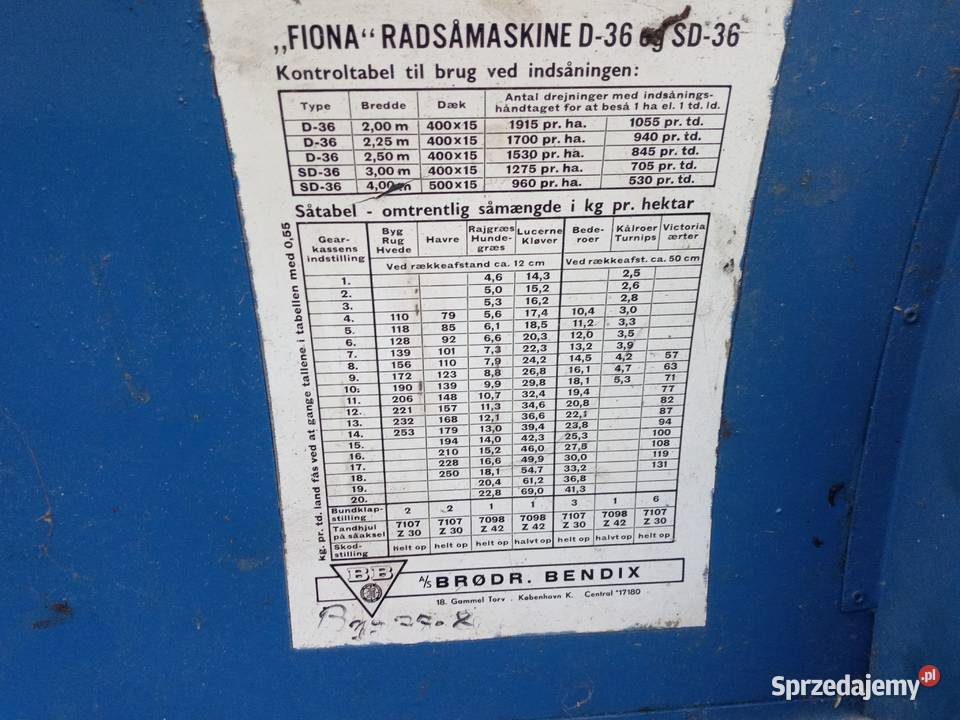 „FIONA“ RADSÅMASKINE D-36 og SD-36
Kontroltabel til brug ved indsåningen:
Type Bredde Dæk Antal drejninger med indsånings-
håndtaget for at beså 1 ha el. 1 td. ld.
D-36 2,00 m 400x15 1915 pr. ha. 1055 pr. td.
D-36 2,25 m 400x15 1700 pr. ha. 940 pr. td.
D-36 2,50 m 400x15 1530 pr. ha. 845 pr. td.
SD-36 3,00 m 400x15 1275 pr. ha. 705 pr. td.
SD-36 4,00 m 500x15 960 pr. ha. 530 pr. td.
Såtabel - omtrentlig såmængde i kg pr. hektar
kg. pr. td. land fås ved at gange tallene i tabellen med 0,55
Gear-
kassens
indstilling
Byg
Rug
Hvede
Havre
Rajgræs
Hunde-
græs
Lucerne
Kløver
Bede-
roer
Kålroer
Turnips
Victoria
ærter
Ved rækkeafstand ca. 12 cm Ved rækkeafst. ca. 50 cm
1. 4,6 14,3 2,5
2. 5,0 15,2 2,6
3. 5,3 16,2 2,8
4. 110 79 5,6 17,4 10,4 3,0
5. 118 85 6,1 18,5 11,2 3,3
6. 128 92 6,6 20,3 12,0 3,5
7. 139 101 7,3 22,3 13,2 3,9
8. 156 110 7,9 24,2 14,5 4,2 57
9. 172 123 8,8 26,8 16,1 4,7 63
10. 190 139 9,9 29,8 18,1 5,3 71
11. 206 148 10,7 32,4 19,4 77
12. 221 157 11,3 34,6 20,8 82
13. 232 168 12,1 36,6 22,1 87
14. 253 179 13,0 39,4 23,8 94
15. 194 14,0 42,3 25,3 100
16. 210 15,2 46,0 27,5 108
17. 228 16,6 49,9 30,0 119
18. 250 18,1 54,7 33,2 131
19. 20,4 61,2 36,8
20. 22,8 69,0 41,3
Bundklap-
stilling
2 2 1 1 3 1 6
Tandhjul
på såaksel
7107 7107 7098 7098 7107 7098 7107
Z 30 Z 30 Z 42 Z 42 Z 30 Z 42 Z 30
Skod-
stilling
helt op helt op helt op halvt op helt op halvt op helt op
BB
A/S BRØDR. BENDIX
18. Gammel Torv . København K. Central *17180
Sprzedajemy.pl